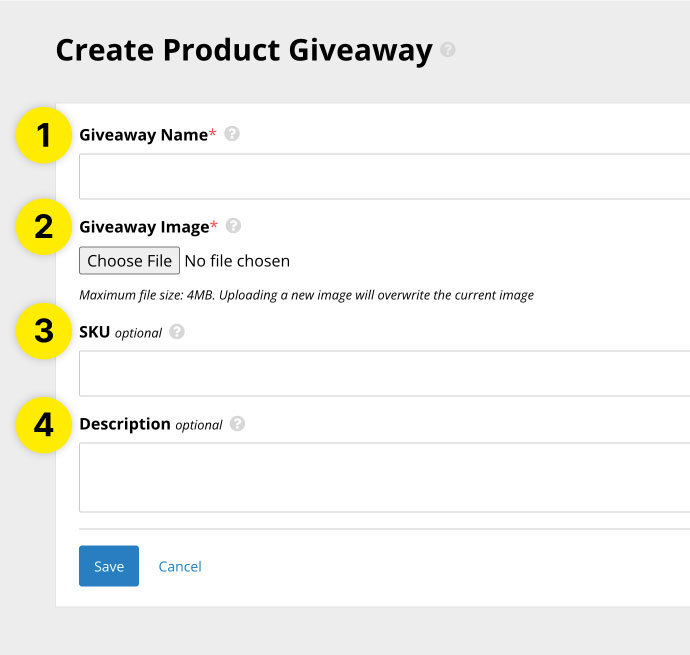 Create Product Giveaway ?
1 Giveaway Name* ?
2 Giveaway Image* ?
Choose File No file chosen
Maximum file size: 4MB. Uploading a new image will overwrite the current image
3 SKU optional ?
4 Description optional ?
Save Cancel